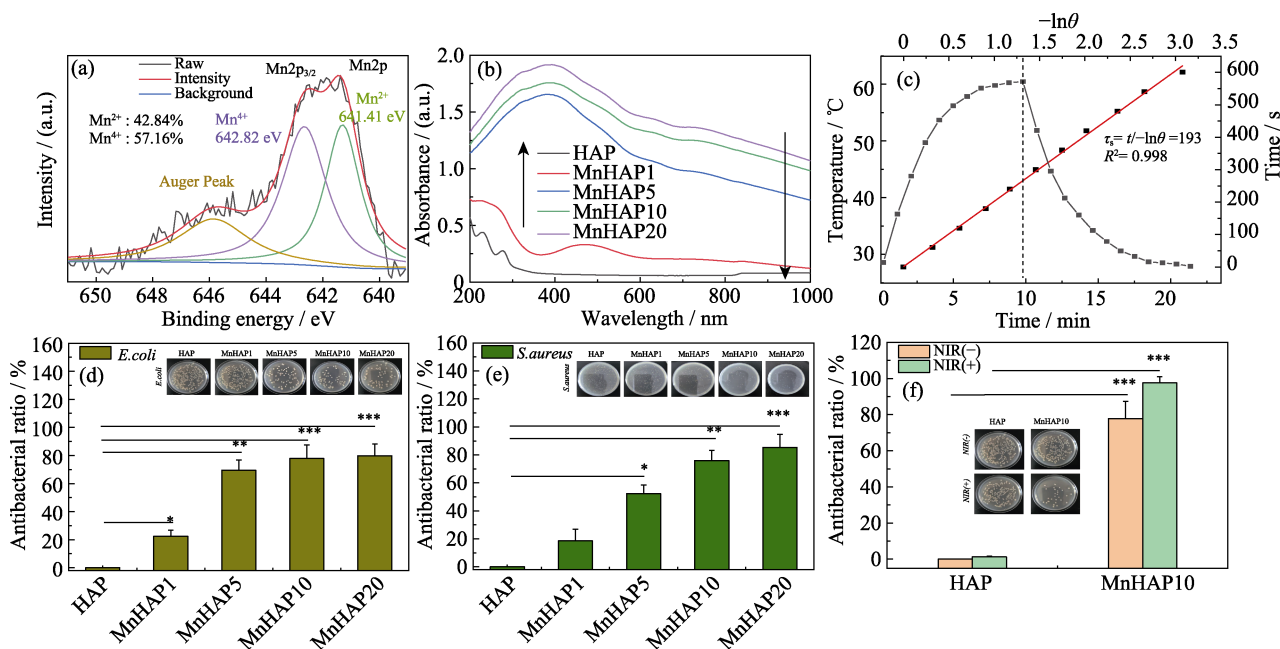 (a)
Raw
Intensity
Background
Mn2p3/2
Mn2p
Mn2+ : 42.84%
Mn4+ : 57.16%
Mn4+
642.82 eV
Mn2+
641.41 eV
Auger Peak
Intensity / (a.u.)
650 648 646 644 642 640
Binding energy / eV
(b)
2.0
1.5
1.0
0.5
0
Absorbance / (a.u.)
HAP
MnHAP1
MnHAP5
MnHAP10
MnHAP20
200 400 600 800 1000
Wavelength / nm
−lnθ
0 0.5 1.0 1.5 2.0 2.5 3.0 3.5
(c)
60
50
40
30
Temperature / °C
600
500
400
300
200
100
0
Time / s
τs= t/−lnθ =193
R2= 0.998
0 5 10 15 20
Time / min
160
140
120
100
80
60
40
20
0
Antibacterial ratio / %
(d)
E.coli
HAP MnHAP1 MnHAP5 MnHAP10 MnHAP20
E.coli
* ** *** ***
HAP MnHAP1 MnHAP5 MnHAP10 MnHAP20
160
140
120
100
80
60
40
20
0
Antibacterial ratio / %
(e)
S.aureus
HAP MnHAP1 MnHAP5 MnHAP10 MnHAP20
S.aureus
* ** ***
HAP MnHAP1 MnHAP5 MnHAP10 MnHAP20
120
100
80
60
40
20
0
Antibacterial ratio / %
NIR(−)
NIR(+)
(f)
*** ***
HAP MnHAP10
NIR(-)
NIR(+)
HAP MnHAP10